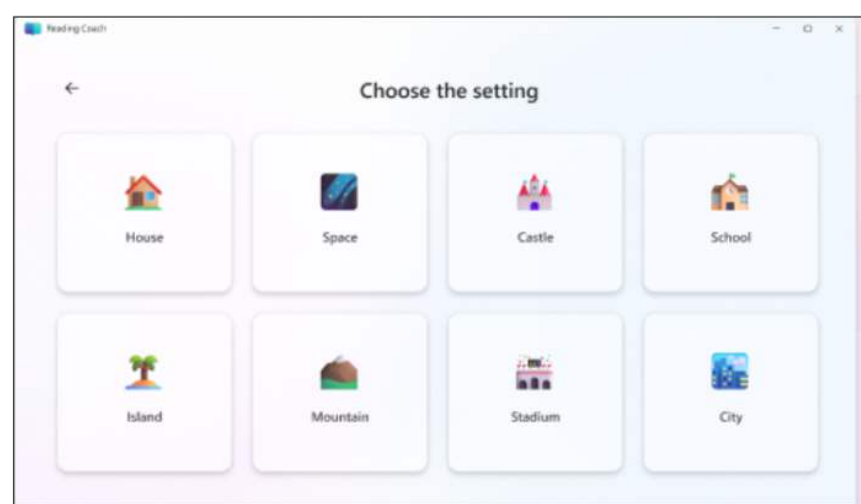 Reading Coach
Choose the setting
House
Space
Castle
School
Island
Mountain
Stadium
City